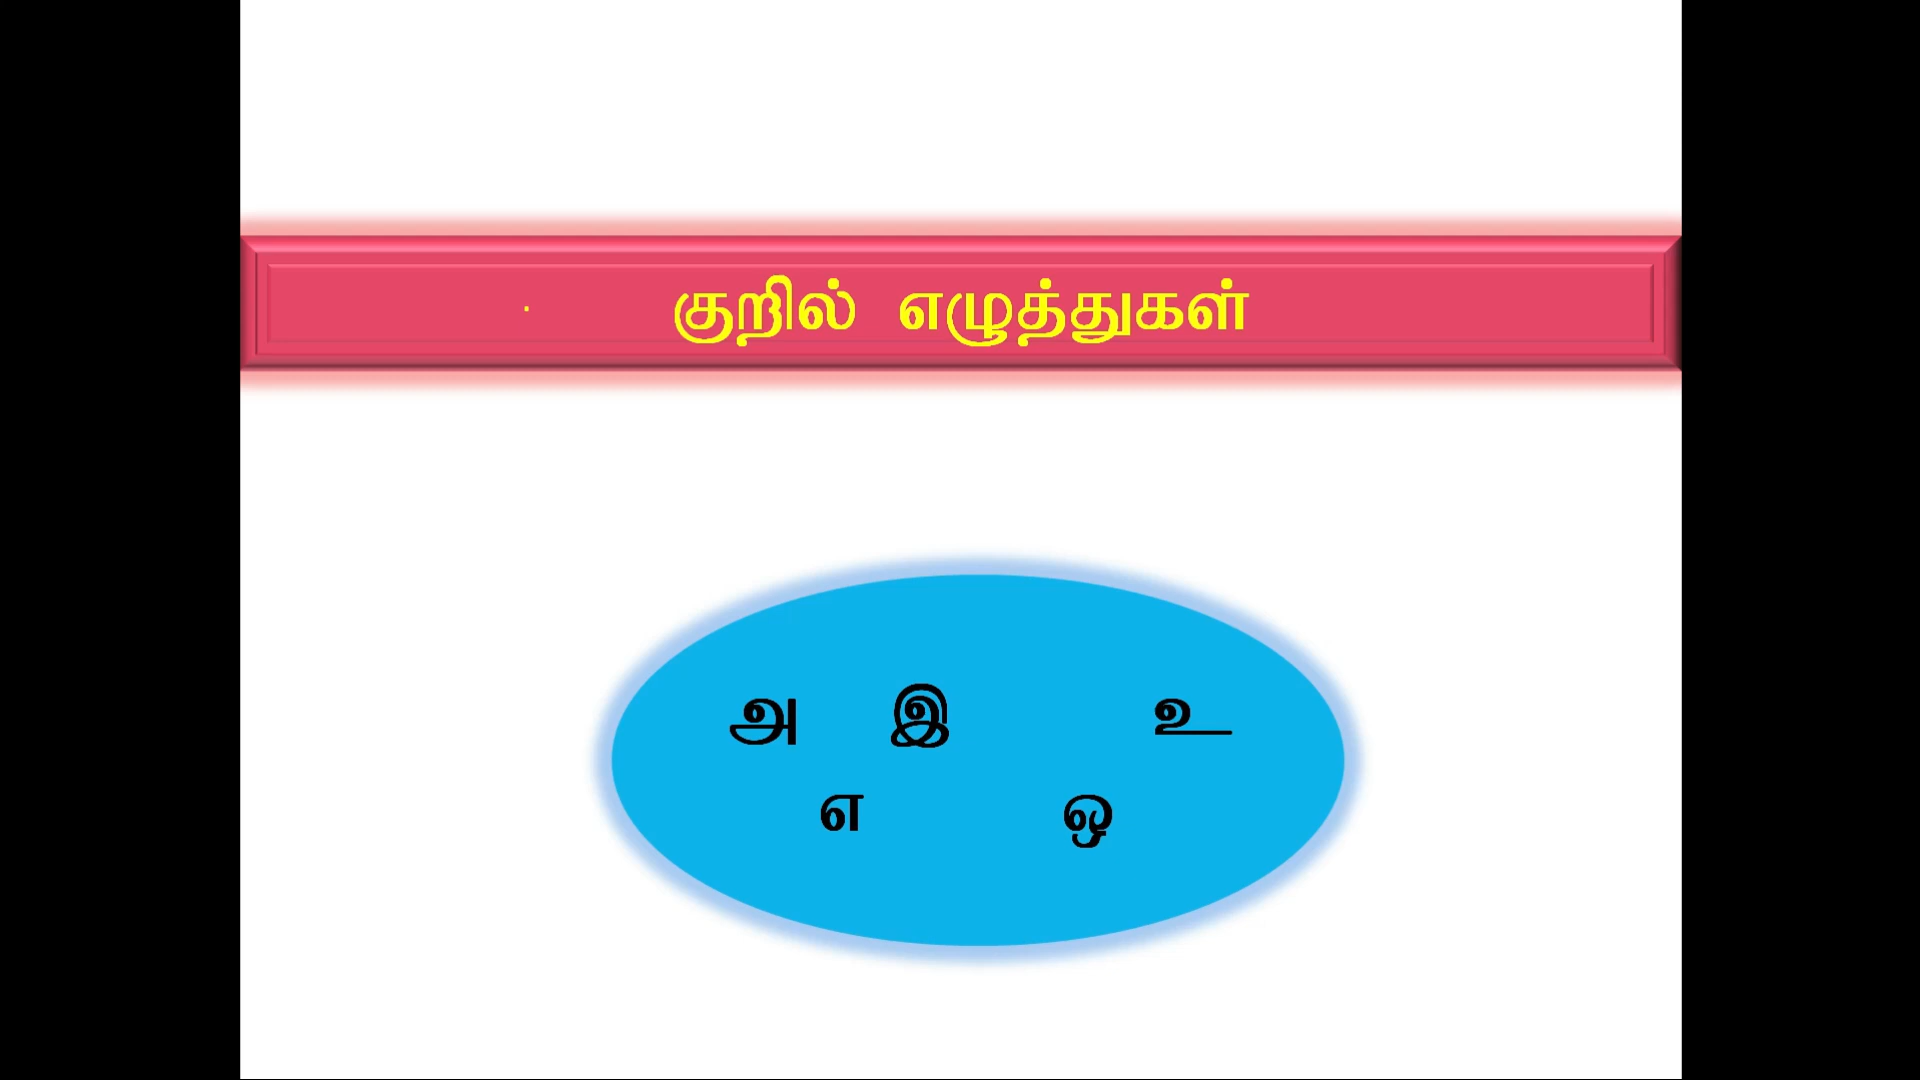 குறில் எழுத்துகள்
அ இ உ
எ ஒ